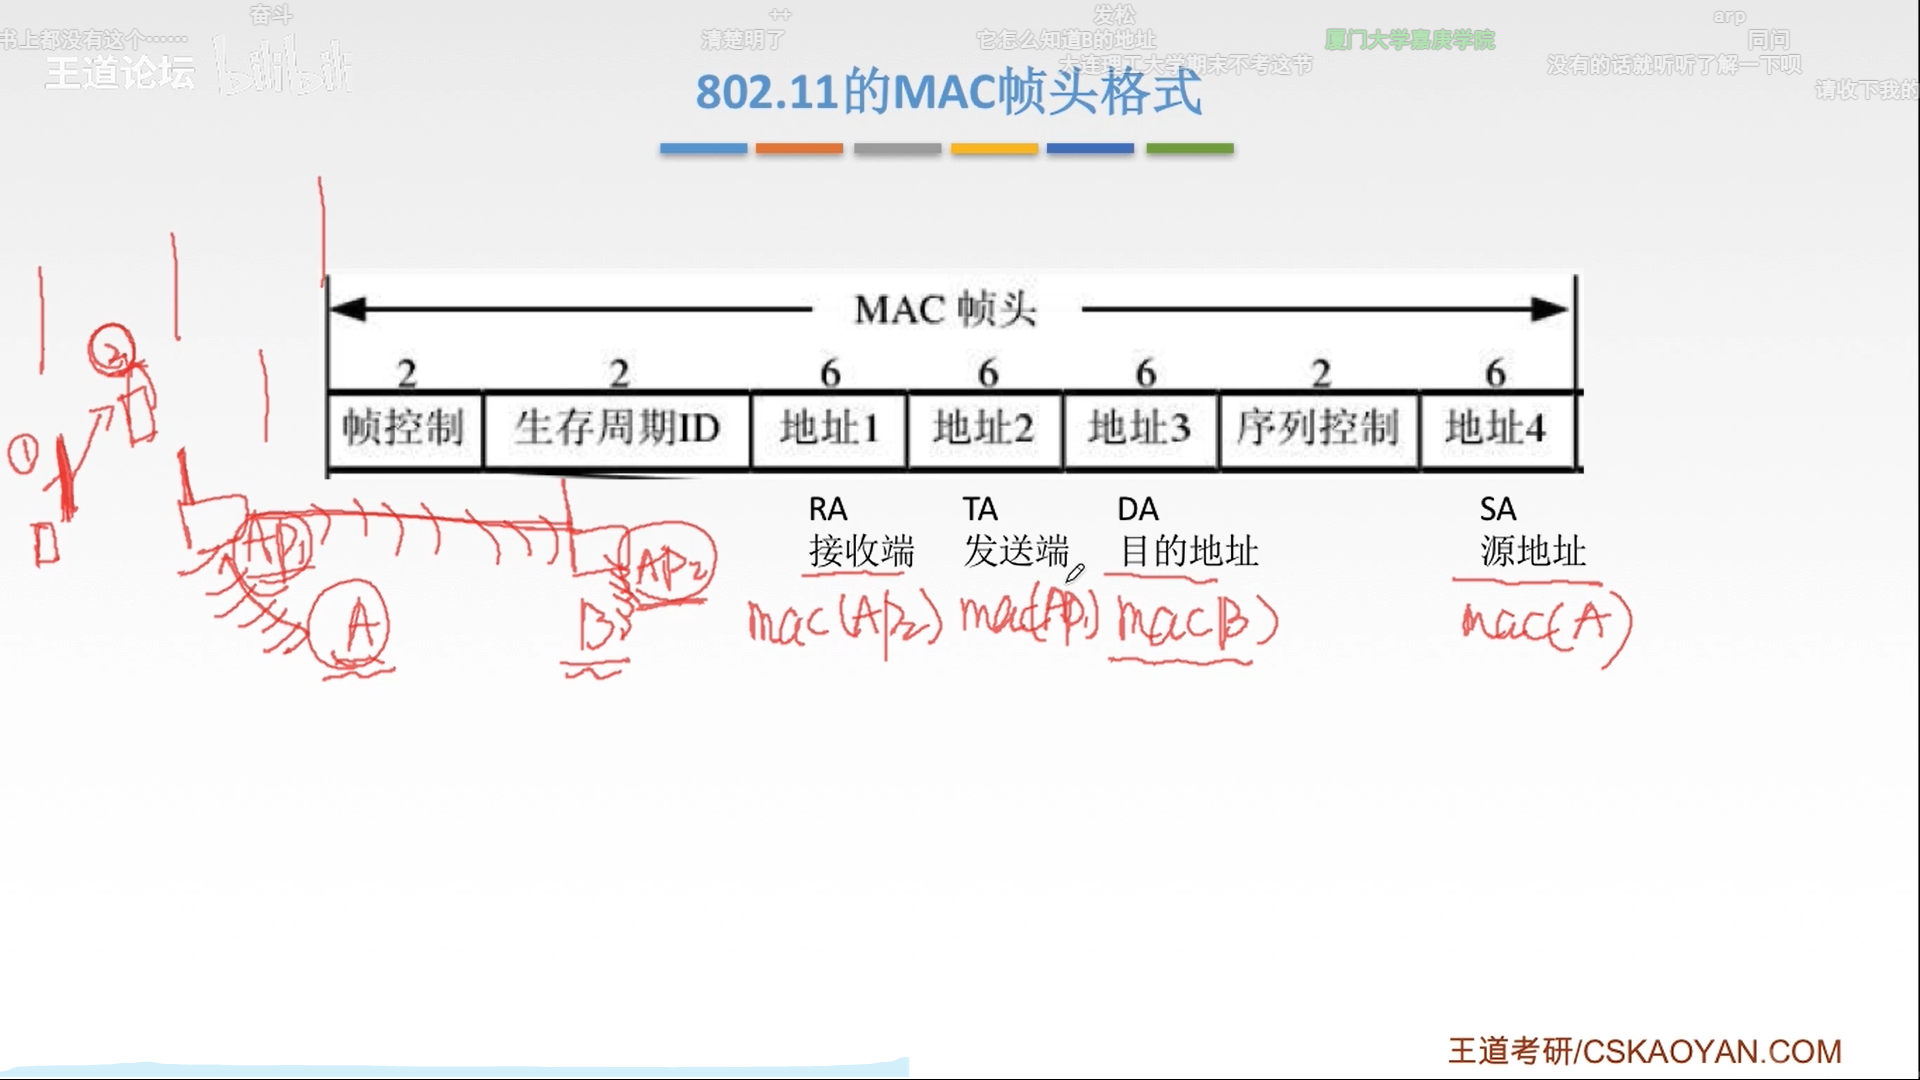 奋斗
++
发松
arp
书上都没有这个……
清楚明了
它怎么知道B的地址
厦门大学嘉庚学院
同问
王道论坛 bilibili
大连理工大学期末不考这节
没有的话就听听了解一下呗
请收下我的
802.11的MAC帧头格式
MAC 帧头
2 2 6 6 6 2 6
帧控制 生存周期ID 地址1 地址2 地址3 序列控制 地址4
RA TA DA SA
接收端 发送端 目的地址 源地址
mac(AP2) mac(AP1) mac(B) mac(A)
2
1
AP1
AP2
A
B
王道考研/CSKAOYAN.COM